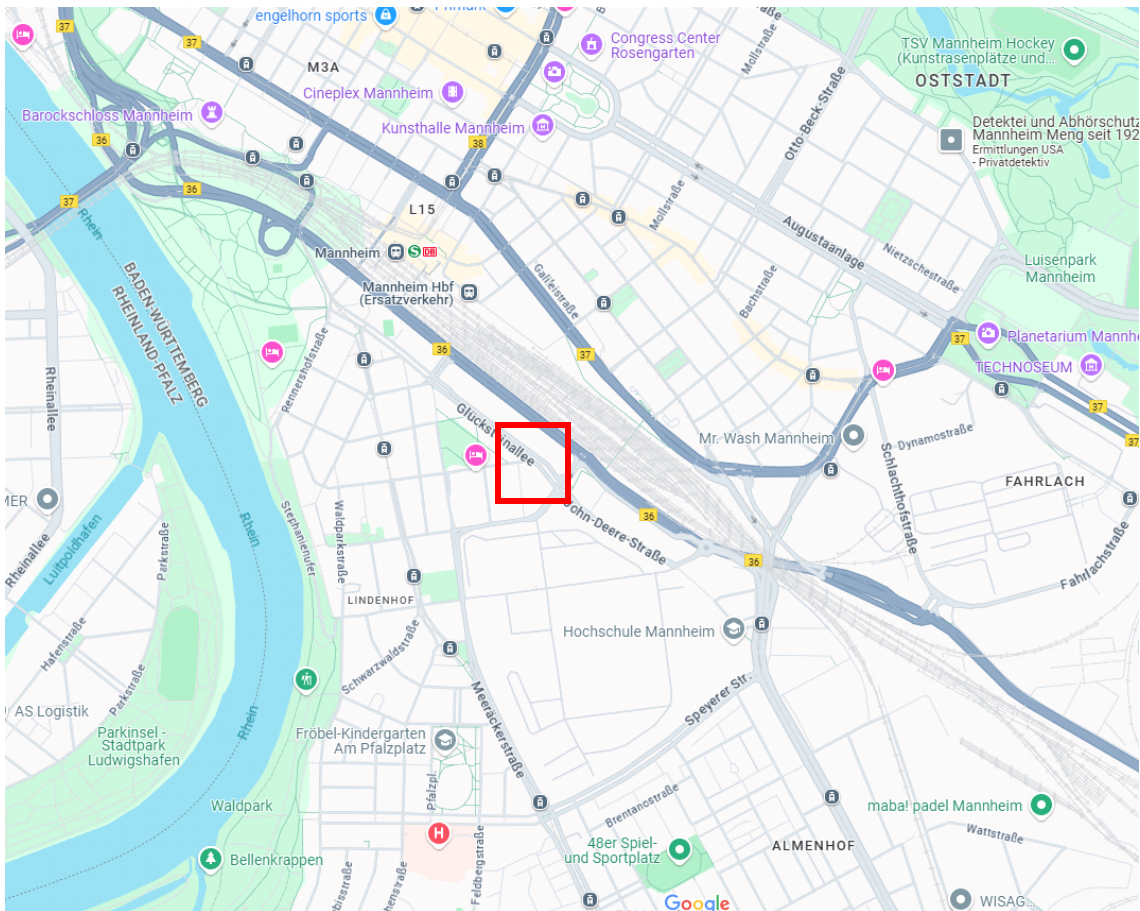 engelhorn sports
Primark
37
37
M3A
Congress Center
Rosengarten
Mollstraße
TSV Mannheim Hockey
(Kunstrasenplätze und...
OSTSTADT
Cineplex Mannheim
Barockschloss Mannheim
Kunsthalle Mannheim
Otto-Beck-Straße
Detektei und Abhörschutz
Mannheim Meng seit 192
Ermittlungen USA
- Privatdetektiv
36
38
36
37
Rhein
L15
Mollstraße
Augustaanlage
Nietzschestraße
Mannheim
S
DB
Mannheim Hbf
(Ersatzverkehr)
Galileistraße
Bachstraße
Luisenpark
Mannheim
BADEN-WÜRTTEMBERG
RHEINLAND-PFALZ
Rennershofstraße
36
37
37
Planetarium Mannhe
TECHNOSEUM
Rheinallee
37
37
Glücksteinallee
Mr. Wash Mannheim
Dynamostraße
Schlachthofstraße
FAHRLACH
MER
Rheinallee
Luitpoldhafen
Parkstraße
Rhein
Stephanienufer
Waldparkstraße
John-Deere-Straße
36
36
Fahrlachstraße
LINDENHOF
Hafenstraße
Schwarzwaldstraße
Hochschule Mannheim
Parkstraße
AS Logistik
Rhein
Meeräckerstraße
Speyerer Str.
Parkinsel -
Stadtpark
Ludwigshafen
Fröbel-Kindergarten
Am Pfalzplatz
Pfalzpl.
Waldpark
Brentanostraße
maba! padel Mannheim
H
Wattstraße
Bellenkrappen
Feldbergstraße
48er Spiel-
und Sportplatz
ALMENHOF
Google
WISAG...